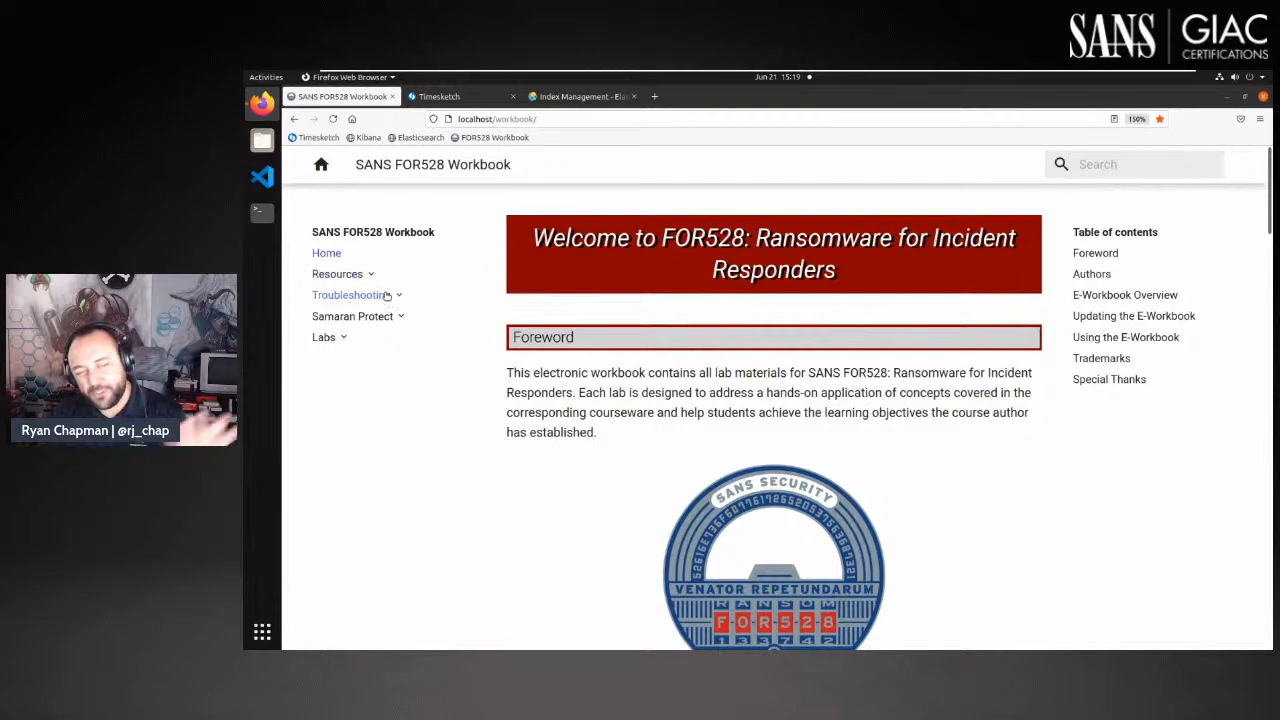 SANS
GIAC
CERTIFICATIONS
Activities
Firefox Web Browser
Jun 21 15:19
SANS FOR528 Workbook
Timesketch
Index Management - Ela
localhost/workbook/
150%
Timesketch
Kibana
Elasticsearch
FOR528 Workbook
SANS FOR528 Workbook
Search
SANS FOR528 Workbook
Home
Resources
Troubleshooting
Samaran Protect
Labs
Welcome to FOR528: Ransomware for Incident
Responders
Foreword
This electronic workbook contains all lab materials for SANS FOR528: Ransomware for Incident
Responders. Each lab is designed to address a hands-on application of concepts covered in the
corresponding courseware and help students achieve the learning objectives the course author
has established.
SANS SECURITY
VENATOR REPETUNDARUM
RANSOM
FOR528
133742
Table of contents
Foreword
Authors
E-Workbook Overview
Updating the E-Workbook
Using the E-Workbook
Trademarks
Special Thanks
Ryan Chapman | @rj_chap